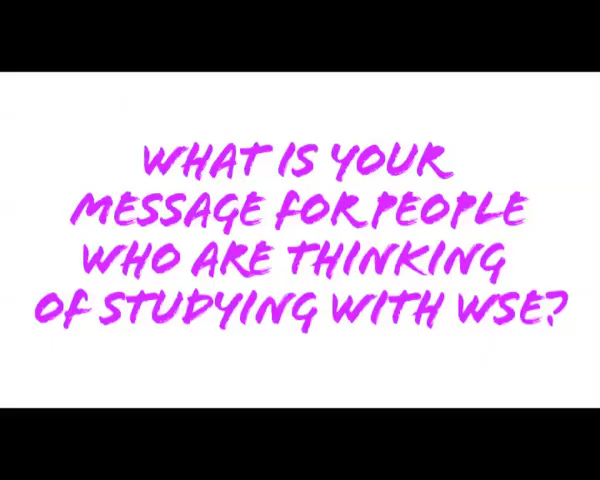 WHAT IS YOUR
MESSAGE FOR PEOPLE
WHO ARE THINKING
OF STUDYING WITH WSE?